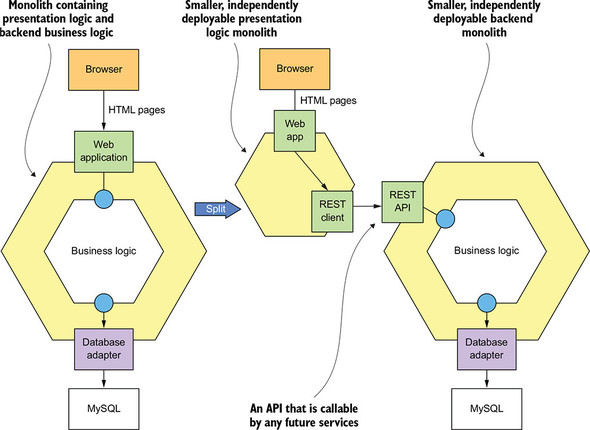 Monolith containing
presentation logic and
backend business logic
Smaller, independently
deployable presentation
logic monolith
Smaller, independently
deployable backend
monolith
Browser
HTML pages
Web
application
Business logic
Database
adapter
MySQL
Split
Browser
HTML pages
Web
app
REST
client
REST
API
Business logic
Database
adapter
MySQL
An API that is callable
by any future services